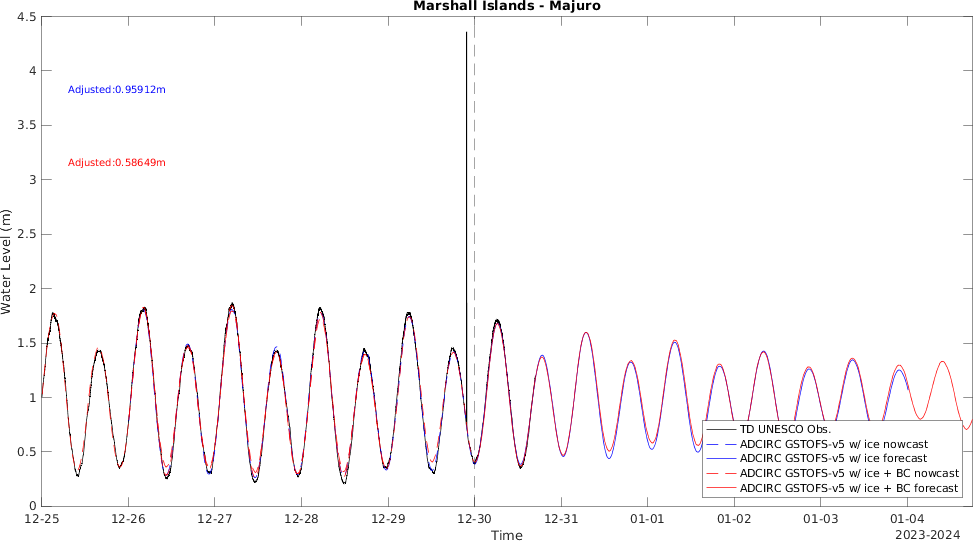 Marshall Islands - Majuro
4.5
4
3.5
3
2.5
2
1.5
1
0.5
0
Water Level (m)
Adjusted:0.95912m
Adjusted:0.58649m
TD UNESCO Obs.
ADCIRC GSTOFS-v5 w/ ice nowcast
ADCIRC GSTOFS-v5 w/ ice forecast
ADCIRC GSTOFS-v5 w/ ice + BC nowcast
ADCIRC GSTOFS-v5 w/ ice + BC forecast
12-25 12-26 12-27 12-28 12-29 12-30 12-31 01-01 01-02 01-03 01-04
Time
2023-2024